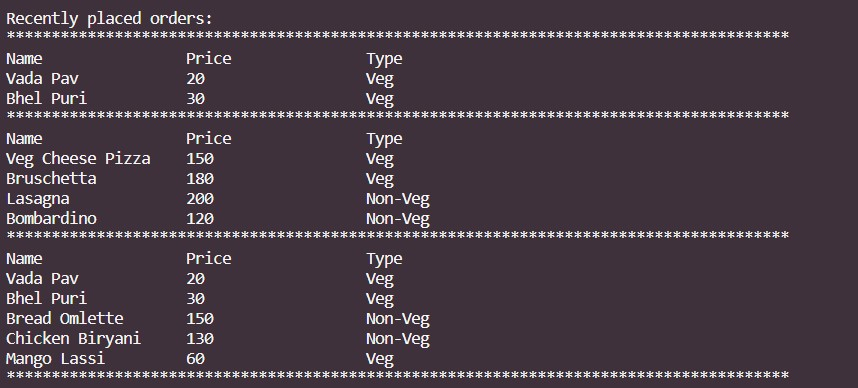 Recently placed orders:
***************************************************************************************
Name Price Type
Vada Pav 20 Veg
Bhel Puri 30 Veg
***************************************************************************************
Name Price Type
Veg Cheese Pizza 150 Veg
Bruschetta 180 Veg
Lasagna 200 Non-Veg
Bombardino 120 Non-Veg
***************************************************************************************
Name Price Type
Vada Pav 20 Veg
Bhel Puri 30 Veg
Bread Omlette 150 Non-Veg
Chicken Biryani 130 Non-Veg
Mango Lassi 60 Veg
***************************************************************************************